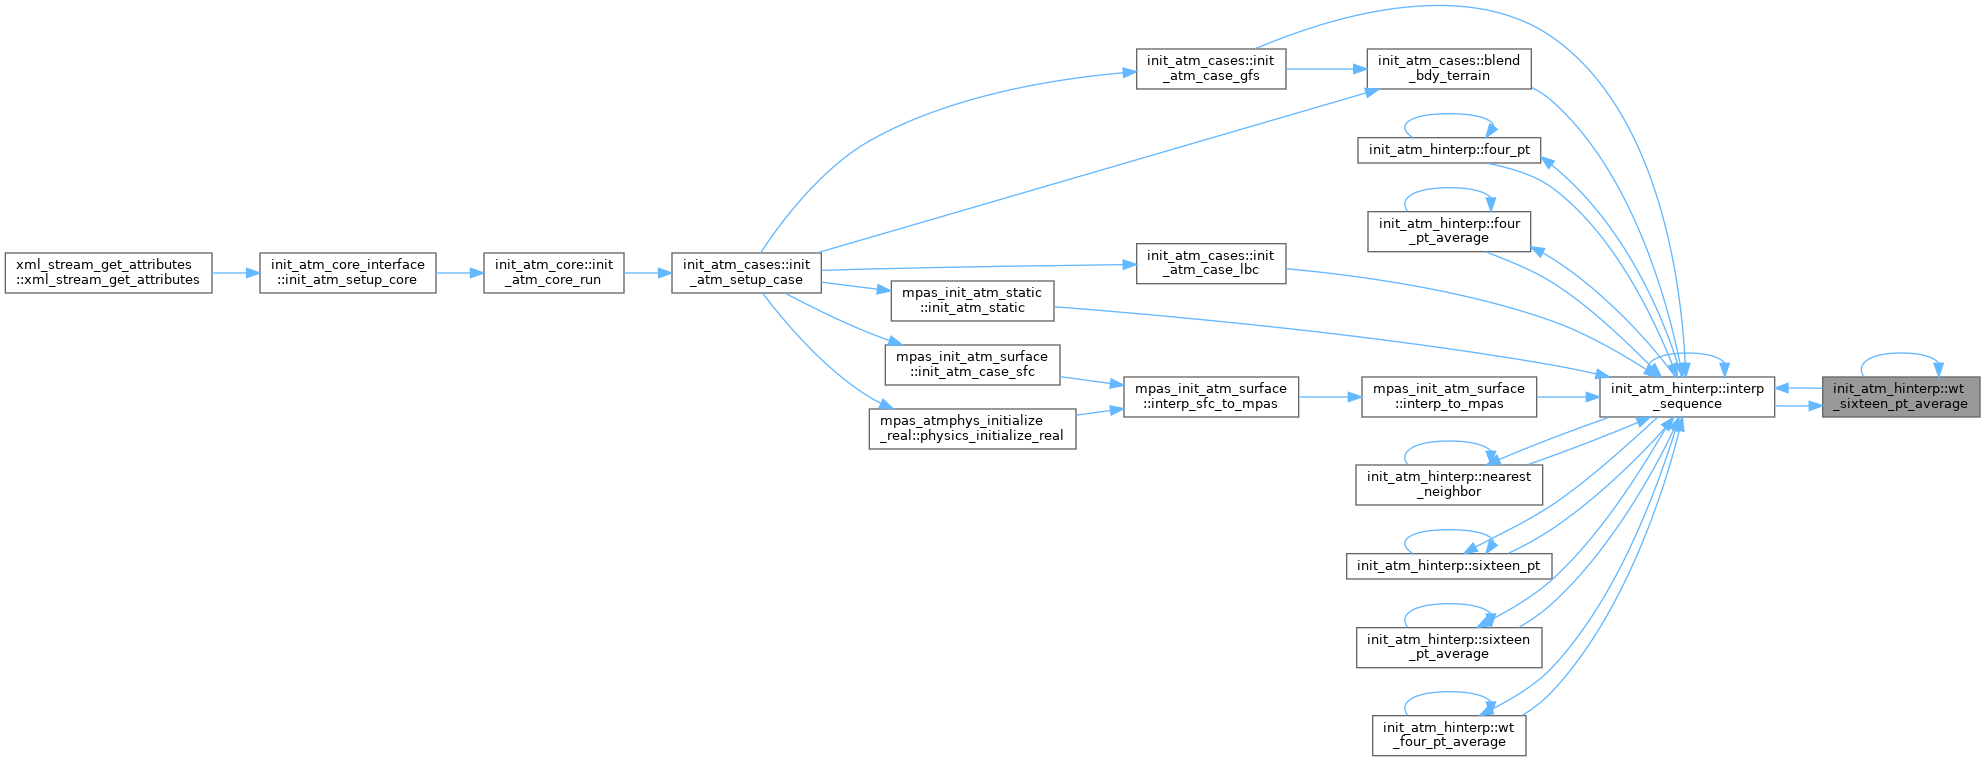 xml_stream_get_attributes
::xml_stream_get_attributes
init_atm_core_interface
::init_atm_setup_core
init_atm_core::init
_atm_core_run
init_atm_cases::init
_atm_setup_case
init_atm_cases::init
_atm_case_gfs
init_atm_cases::blend
_bdy_terrain
init_atm_hinterp::four_pt
init_atm_hinterp::four
_pt_average
init_atm_cases::init
_atm_case_lbc
mpas_init_atm_static
::init_atm_static
mpas_init_atm_surface
::init_atm_case_sfc
mpas_atmphys_initialize
_real::physics_initialize_real
mpas_init_atm_surface
::interp_sfc_to_mpas
mpas_init_atm_surface
::interp_to_mpas
init_atm_hinterp::interp
_sequence
init_atm_hinterp::wt
_sixteen_pt_average
init_atm_hinterp::nearest
_neighbor
init_atm_hinterp::sixteen_pt
init_atm_hinterp::sixteen
_pt_average
init_atm_hinterp::wt
_four_pt_average